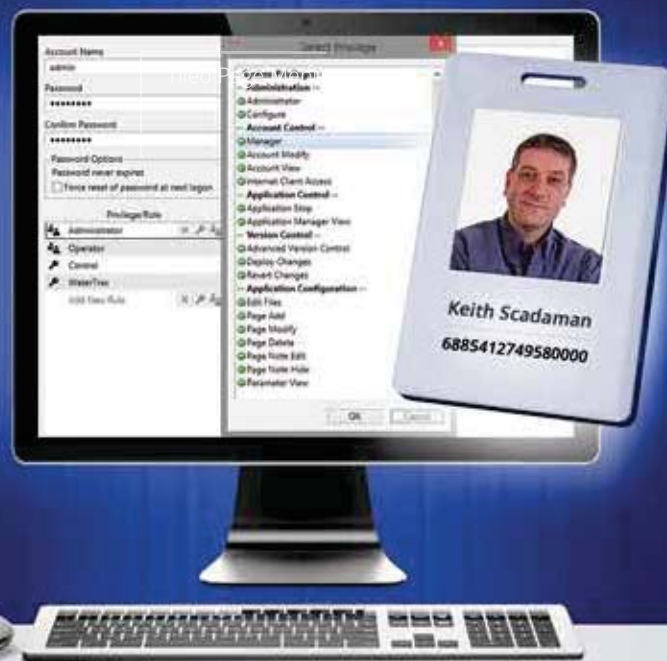 Account Name
admin
Password
********
Confirm Password
********
Password Options
Password never expires
Force reset of password at next logon
Privilege/Role
Administrator
Operator
Control
WaterTree
Add New Rule
Select Privilege
-- Administration --
Administrator
Configure
-- Account Control --
Manager
Account Modify
Account View
Internet Client Access
-- Application Control --
Application Stop
Application Manager View
-- Version Control --
Advanced Version Control
Deploy Changes
Revert Changes
-- Application Configuration --
Edit Files
Page Add
Page Modify
Page Delete
Page Note Edit
Page Note Hide
Parameter View
OK
Cancel
Keith Scadaman
6885412749580000